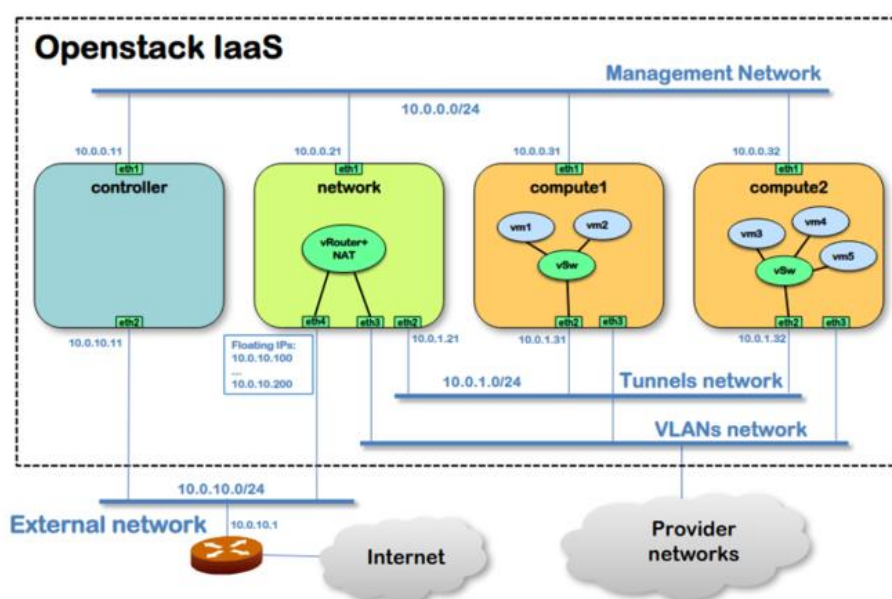 Openstack IaaS
Management Network
10.0.0.0/24
10.0.0.11
10.0.0.21
10.0.0.31
10.0.0.32
eth1
eth1
eth1
eth1
controller
network
compute1
compute2
vRouter+
NAT
vm1
vm2
vSw
vm3
vm4
vm5
vSw
eth2
eth4
eth3
eth2
eth2
eth3
eth2
eth3
10.0.10.11
Floating IPs:
10.0.10.100
...
10.0.10.200
10.0.1.21
10.0.1.31
10.0.1.32
10.0.1.0/24
Tunnels network
VLANs network
10.0.10.0/24
External network
10.0.10.1
Internet
Provider
networks